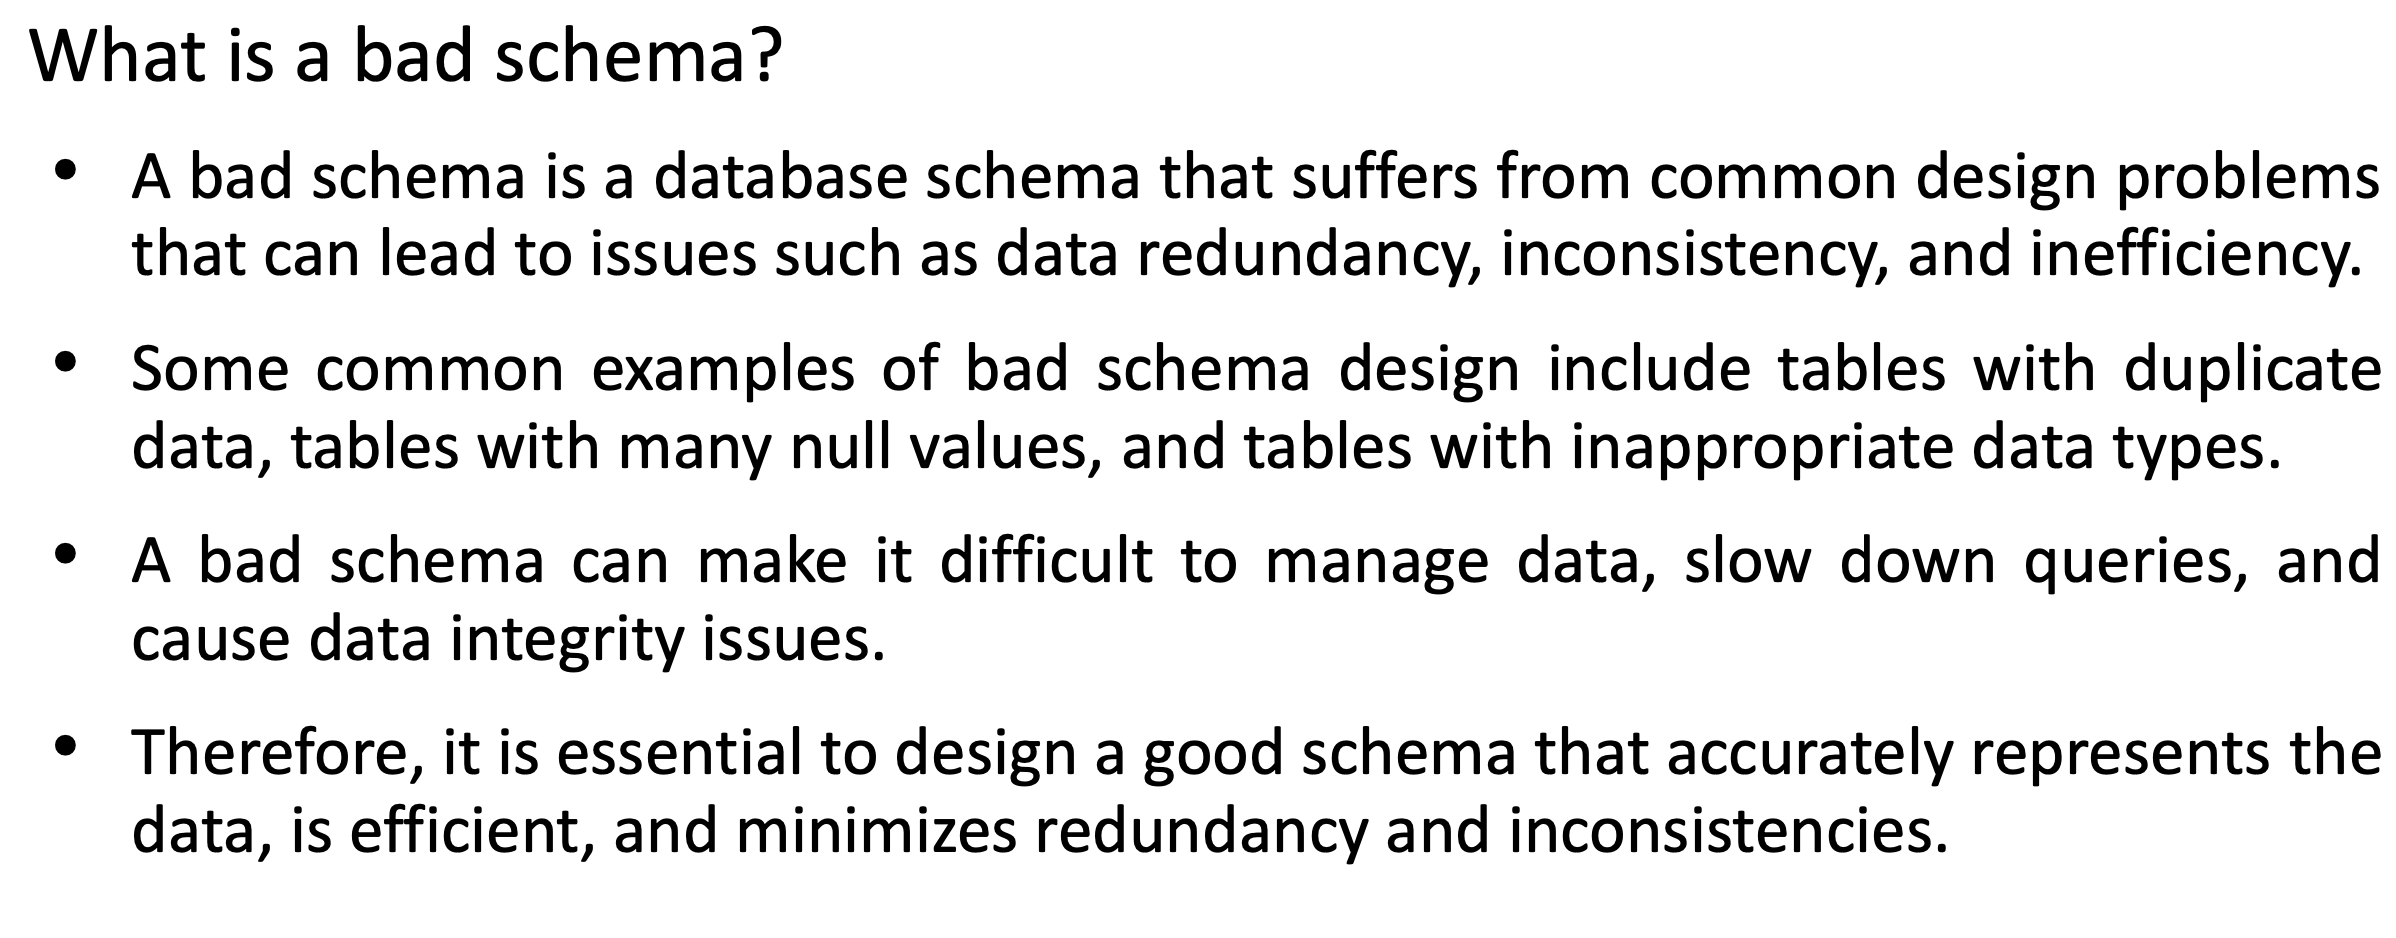 What is a bad schema?
• A bad schema is a database schema that suffers from common design problems
that can lead to issues such as data redundancy, inconsistency, and inefficiency.
• Some common examples of bad schema design include tables with duplicate
data, tables with many null values, and tables with inappropriate data types.
• A bad schema can make it difficult to manage data, slow down queries, and
cause data integrity issues.
• Therefore, it is essential to design a good schema that accurately represents the
data, is efficient, and minimizes redundancy and inconsistencies.